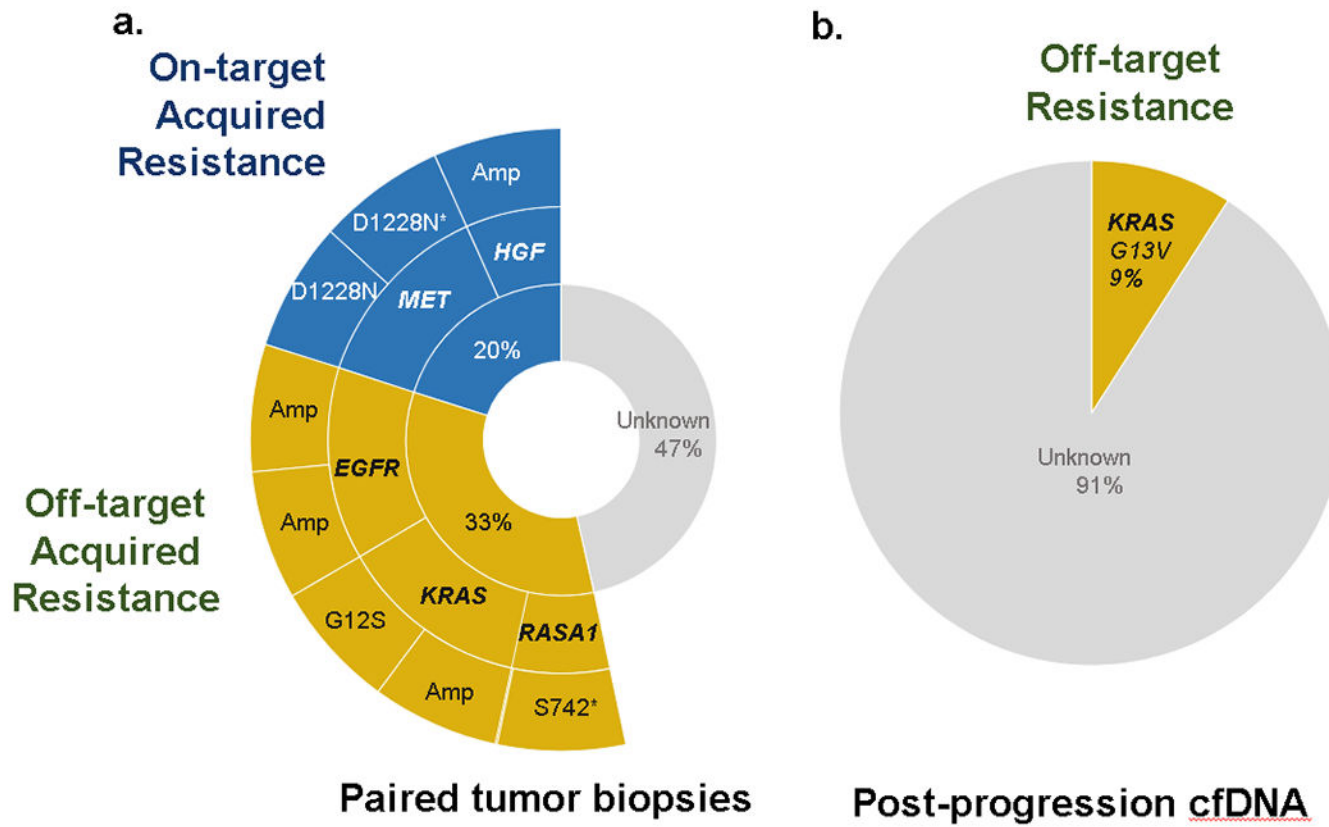 a.
On-target
Acquired
Resistance
Amp
D1228N*
HGF
D1228N
MET
20%
Amp
Unknown
47%
EGFR
Off-target
Acquired
Resistance
Amp
33%
G12S
KRAS
RASA1
Amp
S742*
Paired tumor biopsies
b.
Off-target
Resistance
KRAS
G13V
9%
Unknown
91%
Post-progression cfDNA